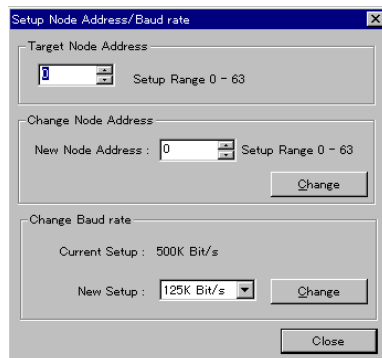 Setup Node Address/Baud rate
Target Node Address
0 Setup Range 0 - 63
Change Node Address
New Node Address : 0 Setup Range 0 - 63
Change
Change Baud rate
Current Setup : 500K Bit/s
New Setup : 125K Bit/s Change
Close